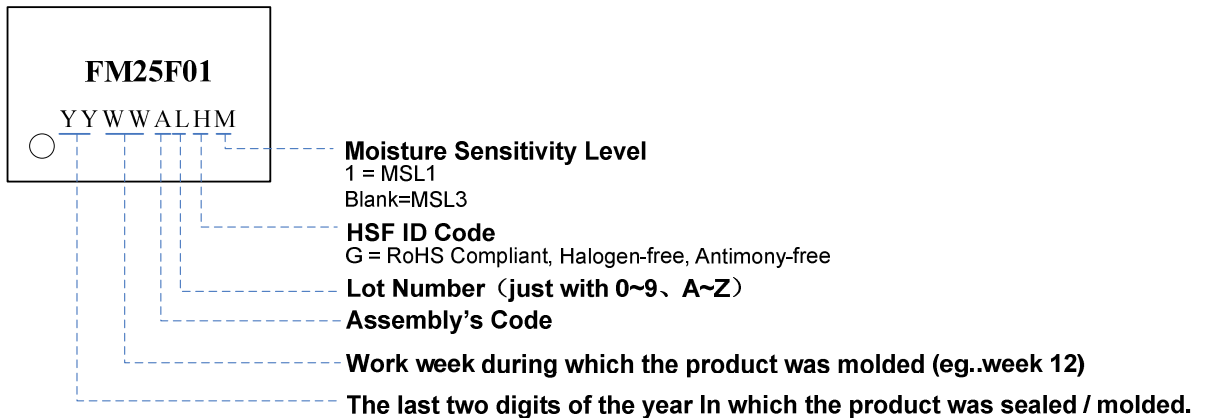 FM25F01
YYWWALHM
Moisture Sensitivity Level
1 = MSL1
Blank=MSL3
HSF ID Code
G = RoHS Compliant, Halogen-free, Antimony-free
Lot Number（just with 0~9、A~Z）
Assembly's Code
Work week during which the product was molded (eg..week 12)
The last two digits of the year In which the product was sealed / molded.